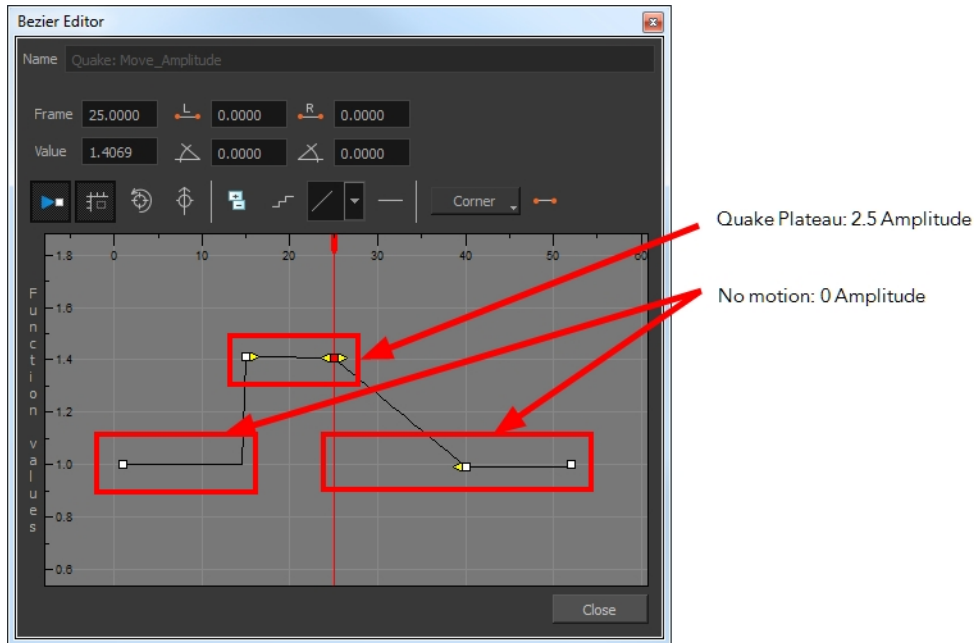 Bezier Editor
Name Quake: Move_Amplitude
Frame 25.0000 L 0.0000 R 0.0000
Value 1.4069 0.0000 0.0000
Corner
Quake Plateau: 2.5 Amplitude
No motion: 0 Amplitude
1.8 0 10 20 30 40 50 60
1.6
1.4
1.2
1.0
0.8
0.6
Function values
Close